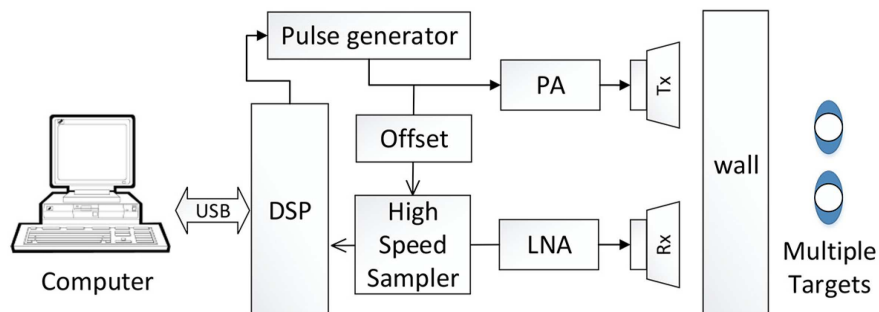 Pulse generator
PA
Tx
Offset
wall
USB
DSP
High
Speed
Sampler
LNA
Rx
Computer
Multiple
Targets